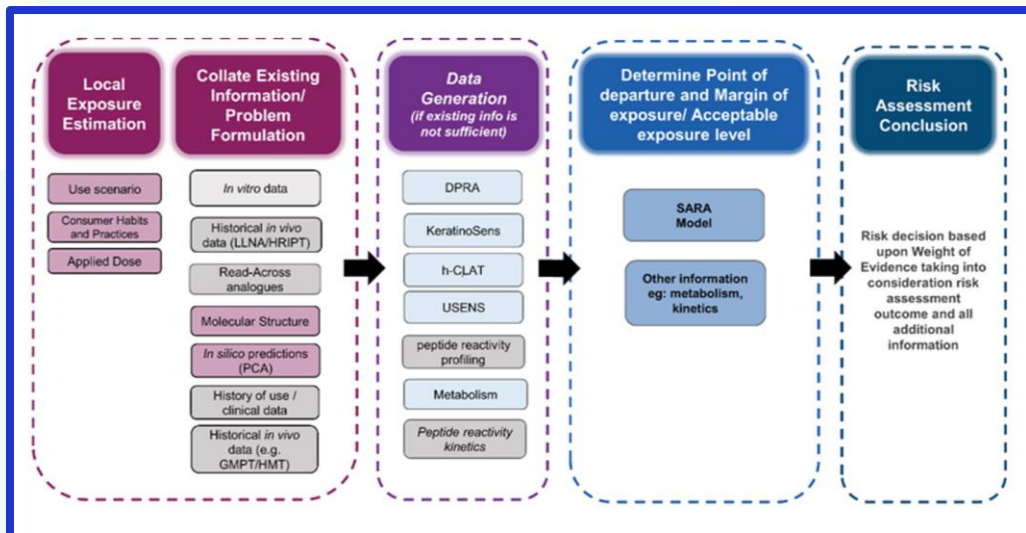 Local
Exposure
Estimation
Use scenario
Consumer Habits
and Practices
Applied Dose
Collate Existing
Information/
Problem
Formulation
In vitro data
Historical in vivo
data (LLNA/HRIPT)
Read-Across
analogues
Molecular Structure
In silico predictions
(PCA)
History of use /
clinical data
Historical in vivo
data (e.g.
GMPT/HMT)
Data
Generation
(if existing info is
not sufficient)
DPRA
KeratinoSens
h-CLAT
USENS
peptide reactivity
profiling
Metabolism
Peptide reactivity
kinetics
Determine Point of
departure and Margin of
exposure/ Acceptable
exposure level
SARA
Model
Other information
eg: metabolism,
kinetics
Risk
Assessment
Conclusion
Risk decision based
upon Weight of
Evidence taking into
consideration risk
assessment
outcome and all
additional
information